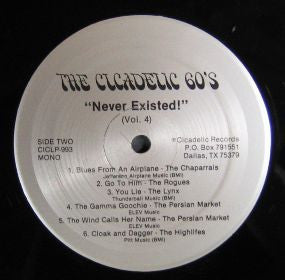 THE CICADELIC 60'S
"Never Existed!"
(Vol. 4)
SIDE TWO
CICLP-993
MONO
℗Cicadelic Records
P.O. BOX 791551
Dallas, TX 75379
1. Blues From An Airplane - The Chaparrals
Jefferson Airplane Music (BMI)
2. Go To Him - The Rogues
3. You Lie - The Lynx
Thunderball Music (BMI)
4. The Gamma Goochie - The Persian Market
ELEV Music
5. The Wind Calls Her Name - The Persian Market
ELEV Music
6. Cloak and Dagger - The Highlifes
Pitt Music (BMI)